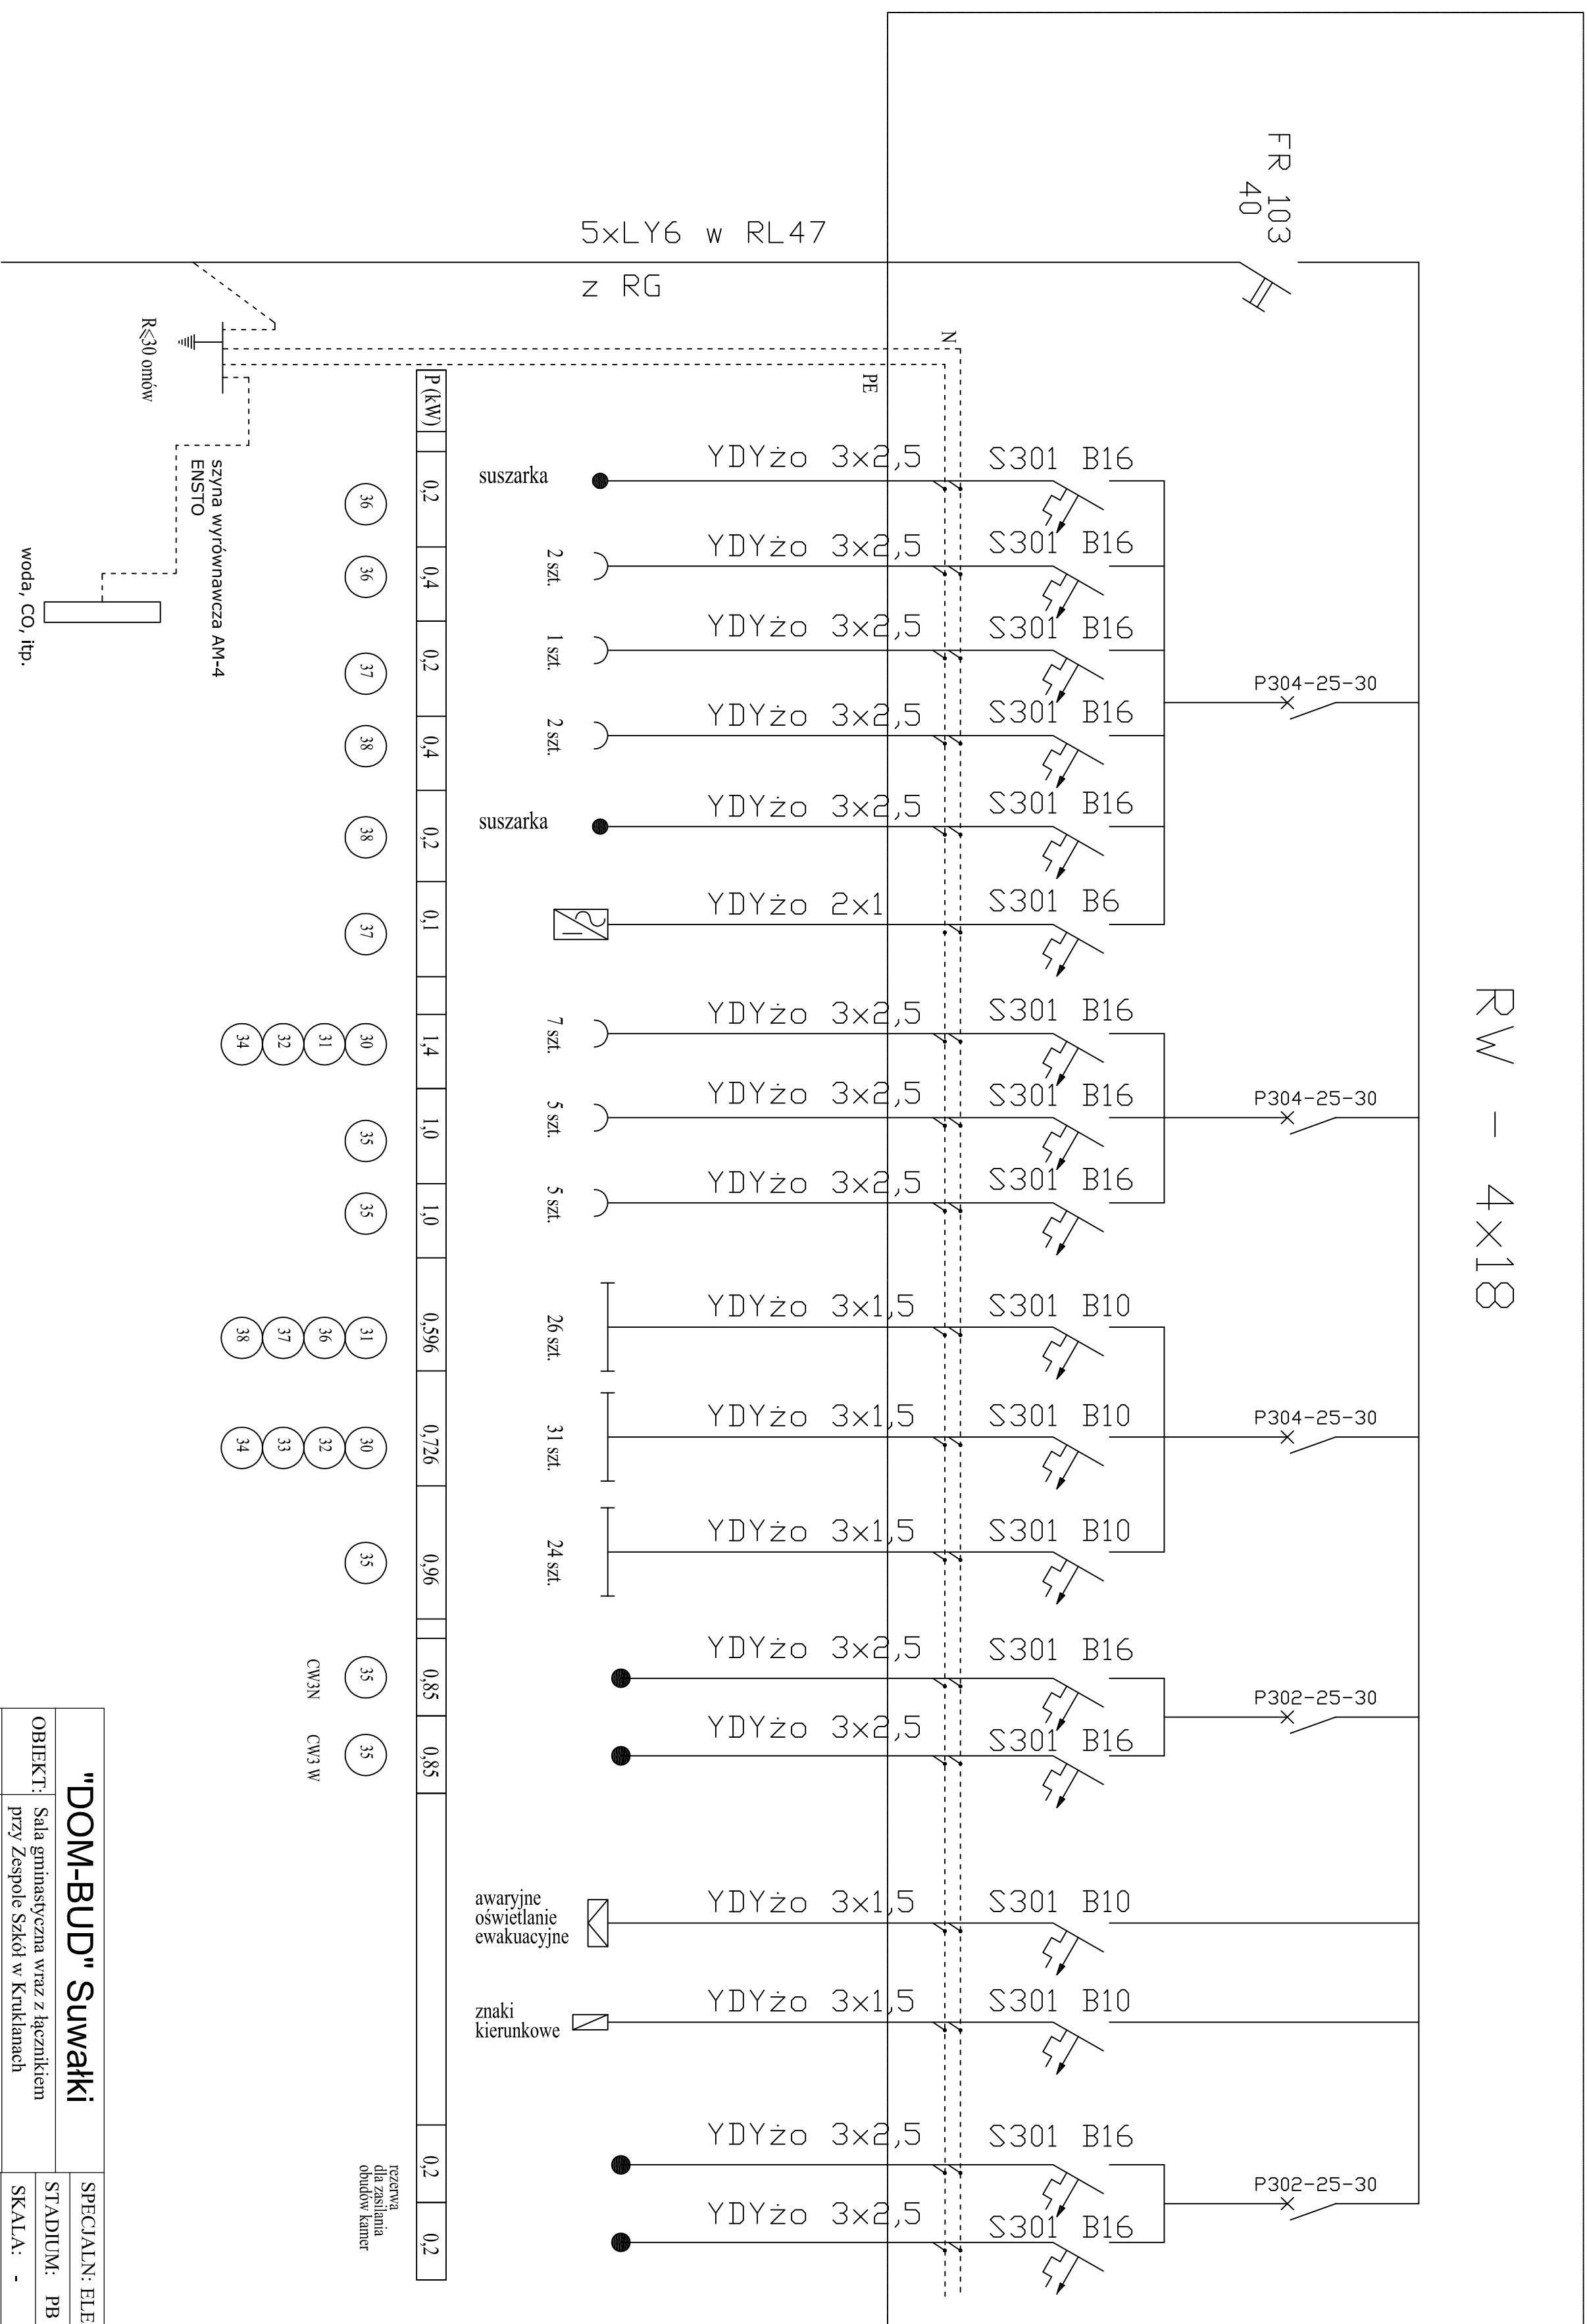 RW - 4x18
FR 103
40
5xLY6 w RL47
z RG
N
PE
P304-25-30
P304-25-30
P304-25-30
P302-25-30
P302-25-30
YDYżo 3x2,5 S301 B16
YDYżo 3x2,5 S301 B16
YDYżo 3x2,5 S301 B16
YDYżo 3x2,5 S301 B16
YDYżo 3x2,5 S301 B16
YDYżo 2x1 S301 B6
YDYżo 3x2,5 S301 B16
YDYżo 3x2,5 S301 B16
YDYżo 3x2,5 S301 B16
YDYżo 3x1,5 S301 B10
YDYżo 3x1,5 S301 B10
YDYżo 3x1,5 S301 B10
YDYżo 3x2,5 S301 B16
YDYżo 3x2,5 S301 B16
YDYżo 3x1,5 S301 B10
YDYżo 3x1,5 S301 B10
YDYżo 3x2,5 S301 B16
YDYżo 3x2,5 S301 B16
suszarka
2 szt.
1 szt.
2 szt.
suszarka
7 szt.
5 szt.
5 szt.
26 szt.
31 szt.
24 szt.
awaryjne
oświetlanie
ewakuacyjne
znaki
kierunkowe
P (kW) 0,2 0,4 0,2 0,4 0,2 0,1 1,4 1,0 1,0 0,596 0,726 0,96 0,85 0,85 0,2 0,2
36
36
37
38
38
37
30 31 32 34
35
35
31 36 37 38
30 32 33 34
35
35
CW3N
35
CW3 W
rezerwa
dla zasilania
obudów kamer
R≤30 omów
szyna wyrównawcza AM-4
ENSTO
woda, CO, itp.
"DOM-BUD" Suwałki
OBIEKT: Sala gminastyczna wraz z łącznikiem
przy Zespole Szkół w Kruklanach
SPECJALN: ELE
STADIUM: PB
SKALA: -